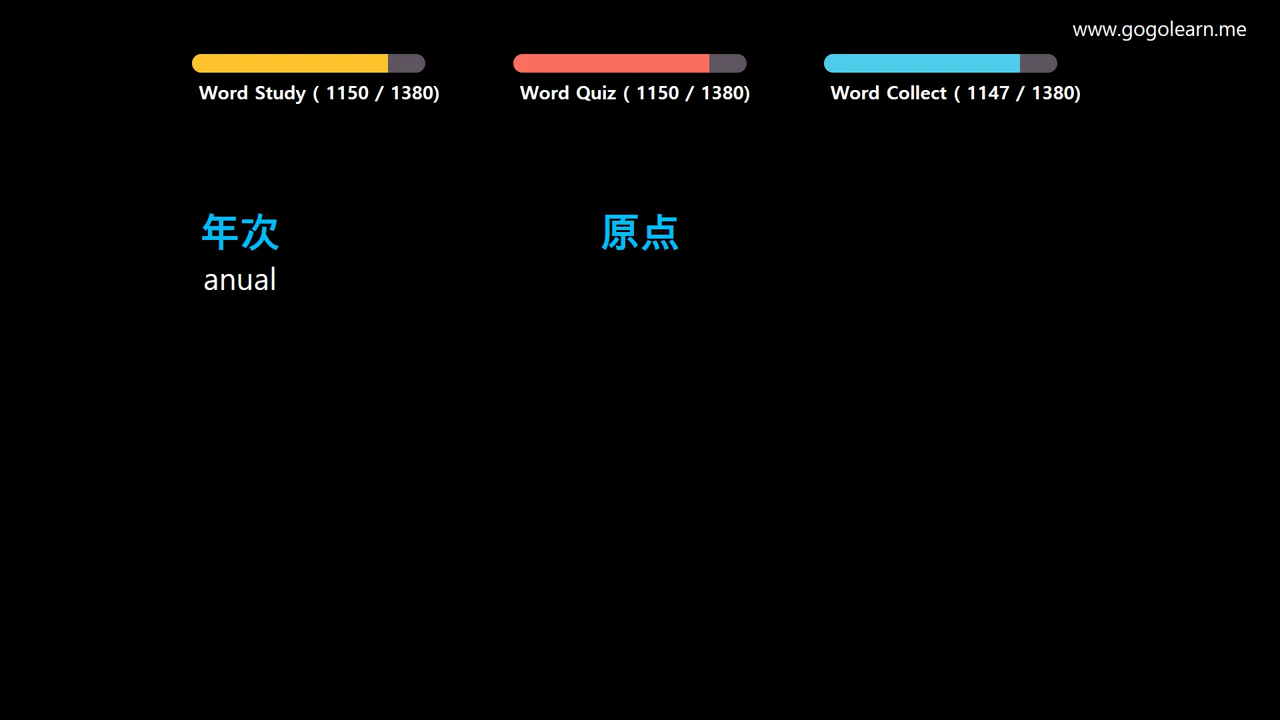 www.gogolearn.me
Word Study ( 1150 / 1380)
Word Quiz ( 1150 / 1380)
Word Collect ( 1147 / 1380)
年次
原点
anual